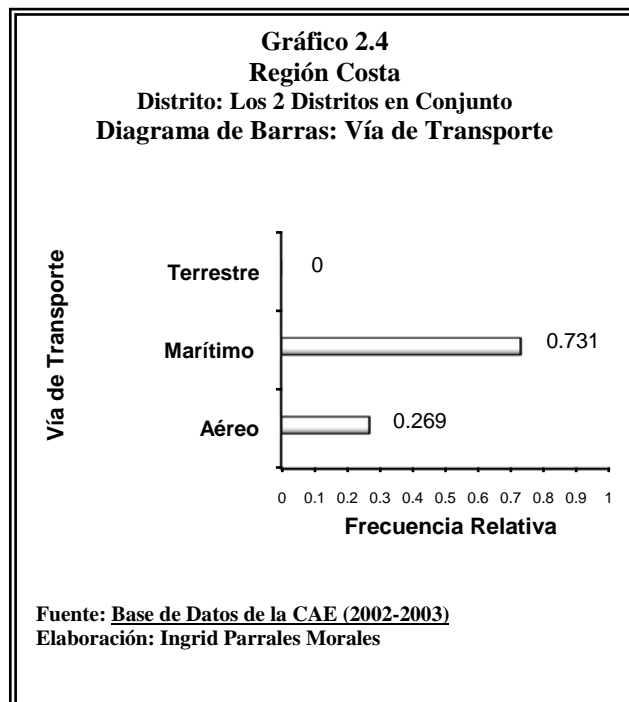 Gráfico 2.4
Región Costa
Distrito: Los 2 Distritos en Conjunto
Diagrama de Barras: Vía de Transporte
Vía de Transporte
Terrestre 0
Marítimo 0.731
Aéreo 0.269
0 0.1 0.2 0.3 0.4 0.5 0.6 0.7 0.8 0.9 1
Frecuencia Relativa
Fuente: Base de Datos de la CAE (2002-2003)
Elaboración: Ingrid Parrales Morales